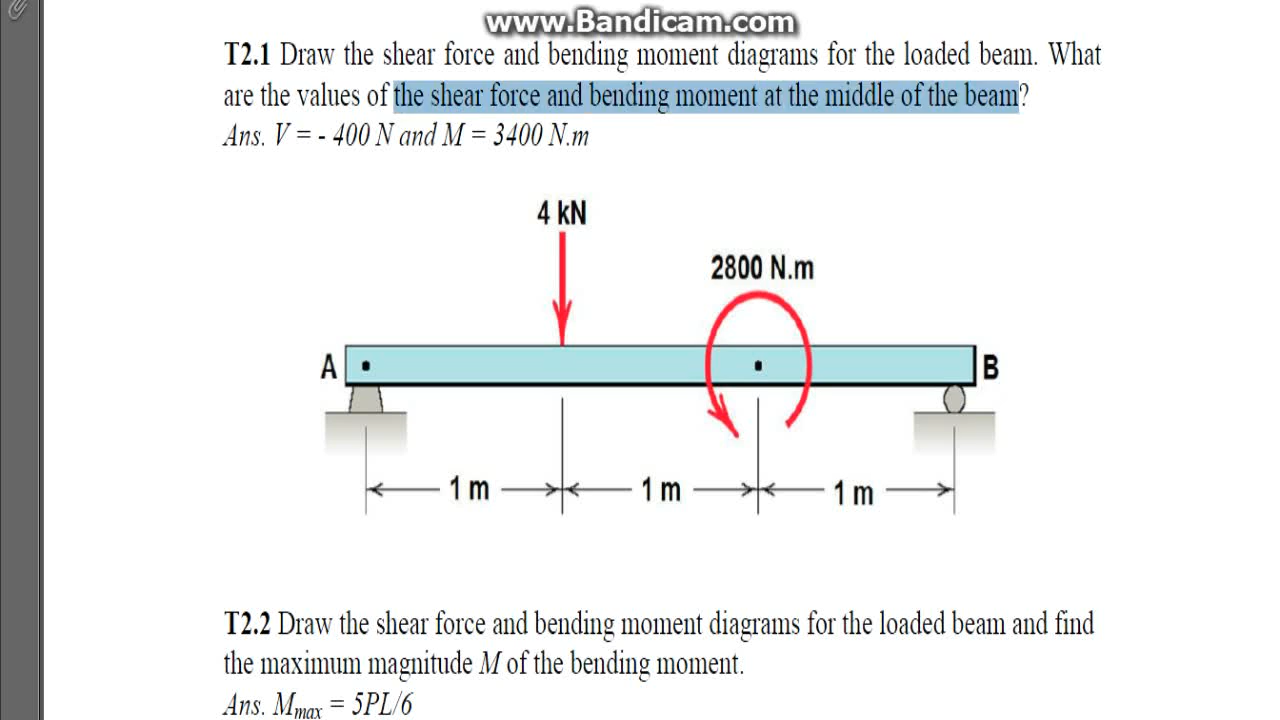 www.Bandicam.com
T2.1 Draw the shear force and bending moment diagrams for the loaded beam. What
are the values of the shear force and bending moment at the middle of the beam?
Ans. V = - 400 N and M = 3400 N.m
4 kN
2800 N.m
A
B
1 m
1 m
1 m
T2.2 Draw the shear force and bending moment diagrams for the loaded beam and find
the maximum magnitude M of the bending moment.
Ans. Mmax = 5PL/6